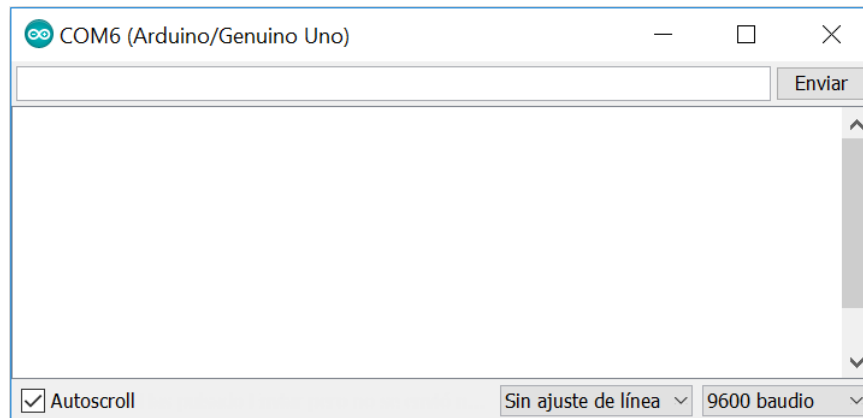 COM6 (Arduino/Genuino Uno)
Enviar
Autoscroll Sin ajuste de línea 9600 baudio